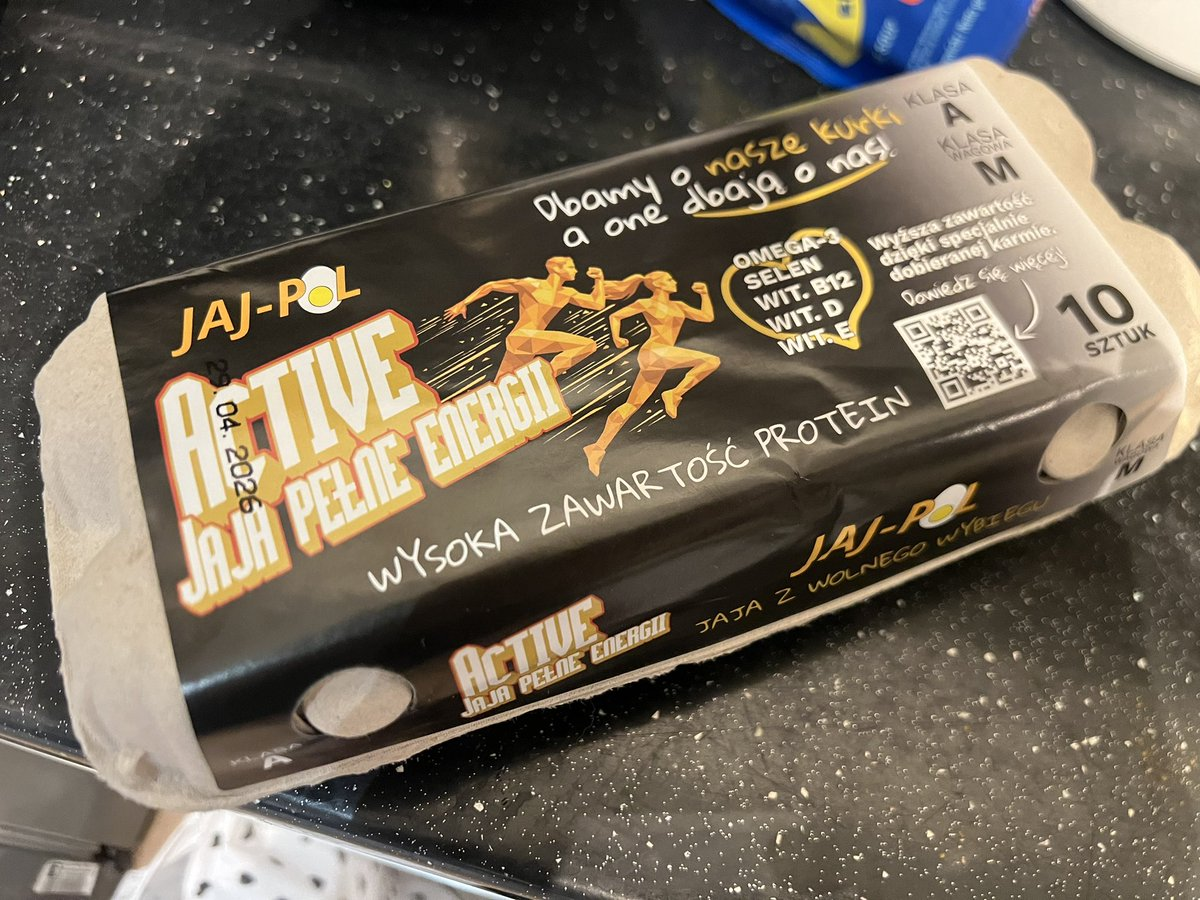 Dbamy o nasze kurki
a one dbają o nas!
KLASA
A
KLASA
WAGOWA
M
JAJ-POL
ACTIVE
JAJA PEŁNE ENERGII
29.04.2026
OMEGA-3
SELEN
WIT. B12
WIT. D
WIT. E
Wyższa zawartość
dzięki specjalnie
dobieranej karmie.
Dowiedz się więcej
10
SZTUK
WYSOKA ZAWARTOŚĆ PROTEIN
KLASA
M
JAJ-POL
JAJA Z WOLNEGO WYBIEGU
ACTIVE
JAJA PEŁNE ENERGII
A